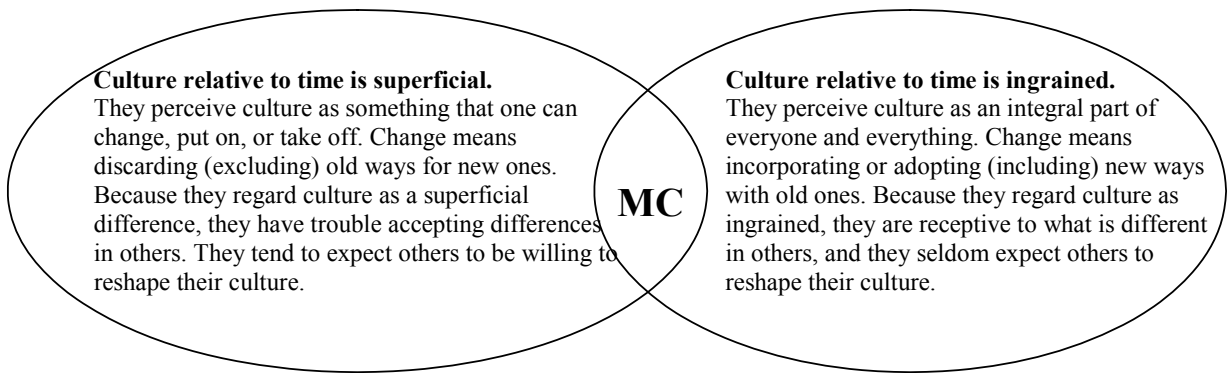 Culture relative to time is superficial.
They perceive culture as something that one can
change, put on, or take off. Change means
discarding (excluding) old ways for new ones.
Because they regard culture as a superficial
difference, they have trouble accepting differences
in others. They tend to expect others to be willing to
reshape their culture.
MC
Culture relative to time is ingrained.
They perceive culture as an integral part of
everyone and everything. Change means
incorporating or adopting (including) new ways
with old ones. Because they regard culture as
ingrained, they are receptive to what is different
in others, and they seldom expect others to
reshape their culture.